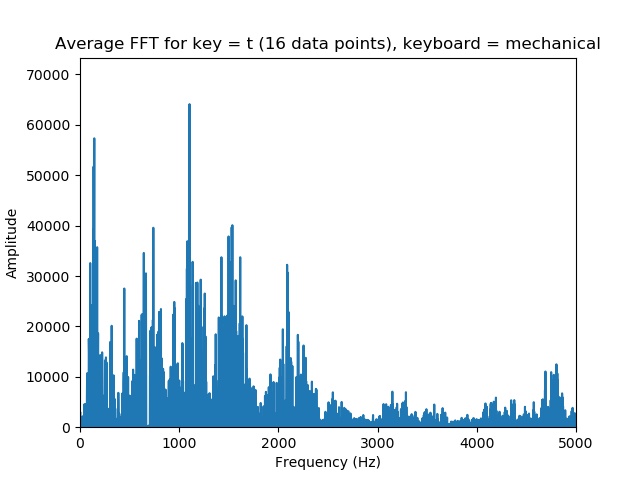 Average FFT for key = t (16 data points), keyboard = mechanical
70000
60000
50000
40000
30000
20000
10000
0
Amplitude
0 1000 2000 3000 4000 5000
Frequency (Hz)